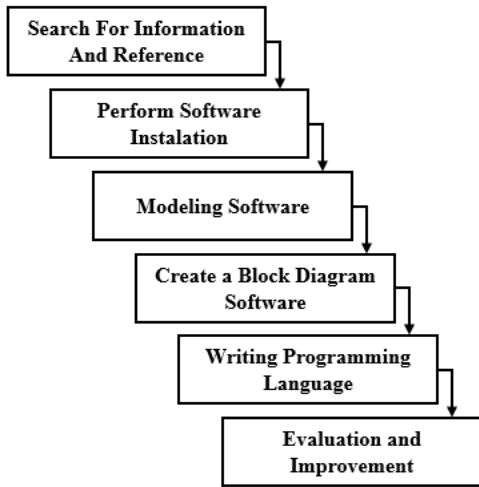 Search For Information
And Reference
Perform Software
Instalation
Modeling Software
Create a Block Diagram
Software
Writing Programming
Language
Evaluation and
Improvement